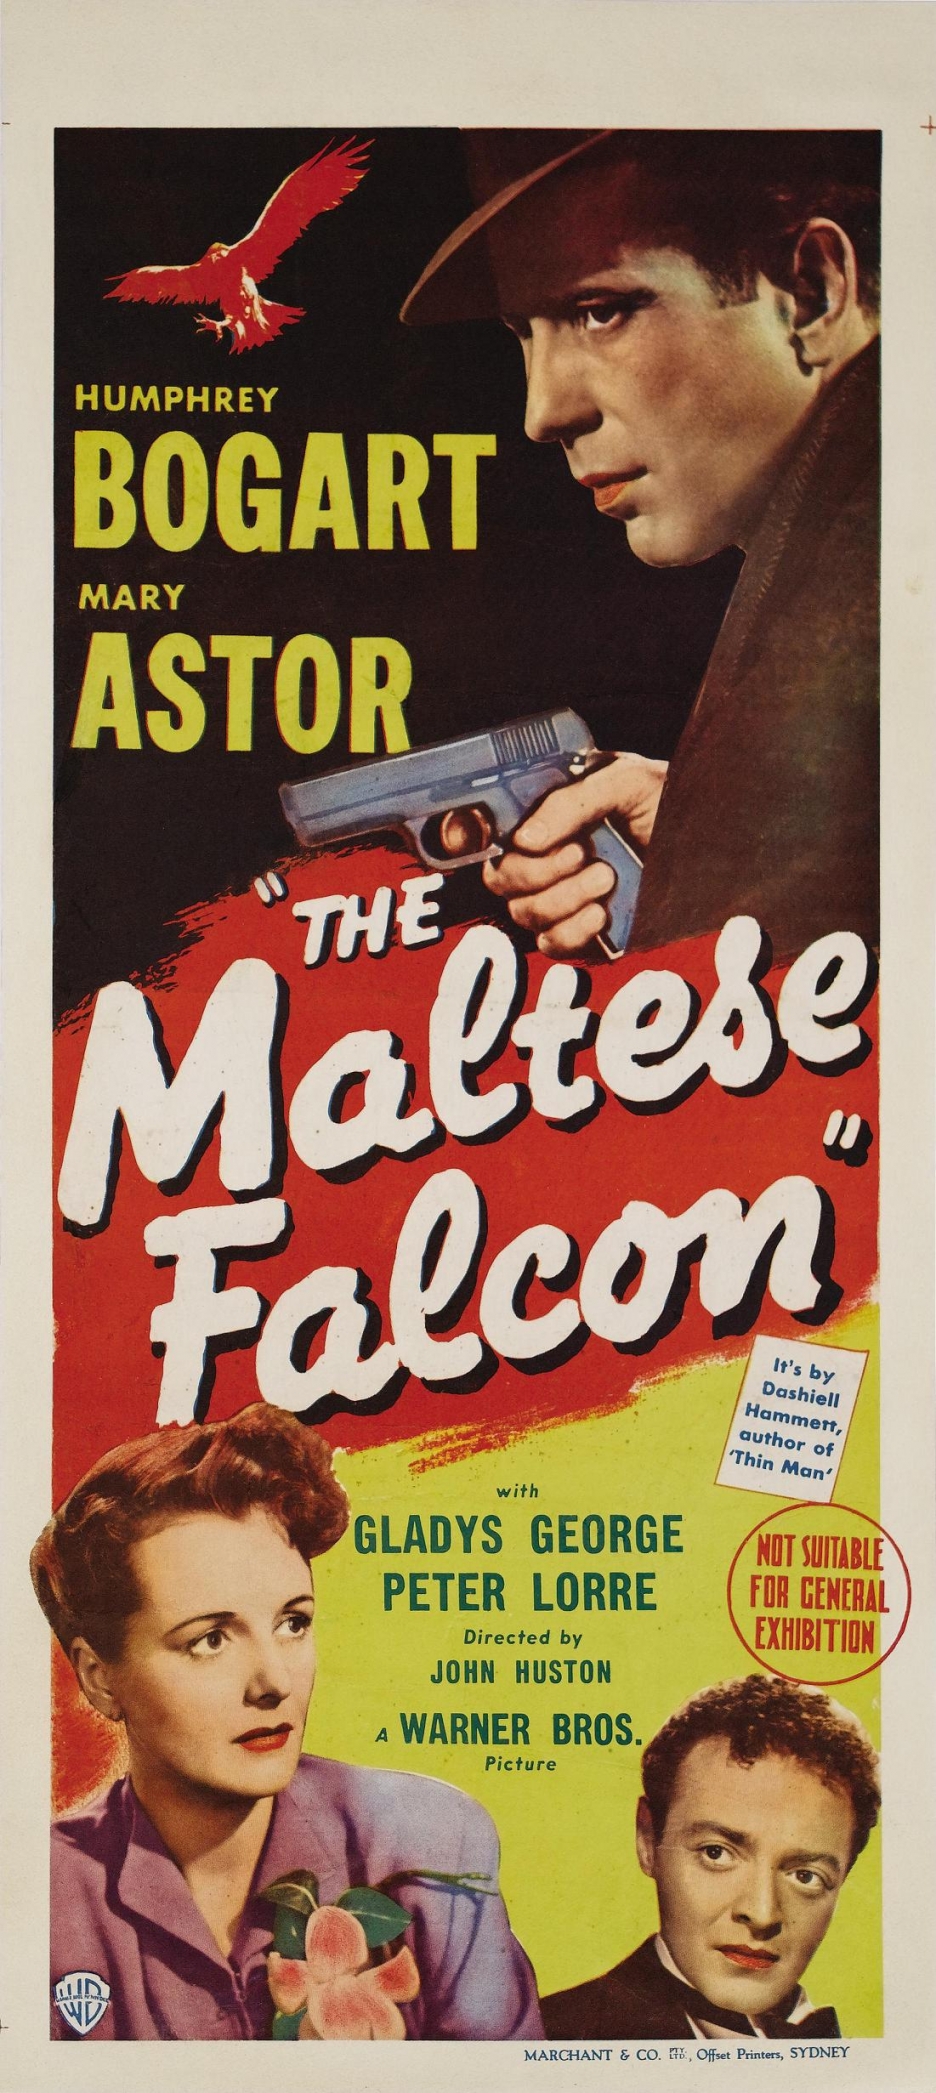 HUMPHREY
BOGART
MARY
ASTOR
"THE
Maltese
Falcon"
It's by
Dashiell
Hammett,
author of
'Thin Man'
with
GLADYS GEORGE
PETER LORRE
Directed by
JOHN HUSTON
A WARNER BROS.
Picture
NOT SUITABLE
FOR GENERAL
EXHIBITION
WB
MARCHANT & CO. PTY. LTD., Offset Printers, SYDNEY